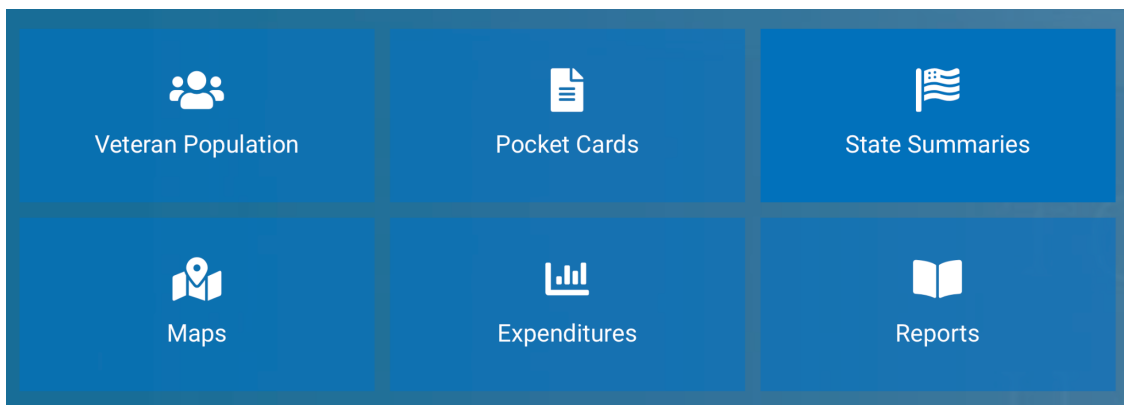 Veteran Population
Pocket Cards
State Summaries
Maps
Expenditures
Reports